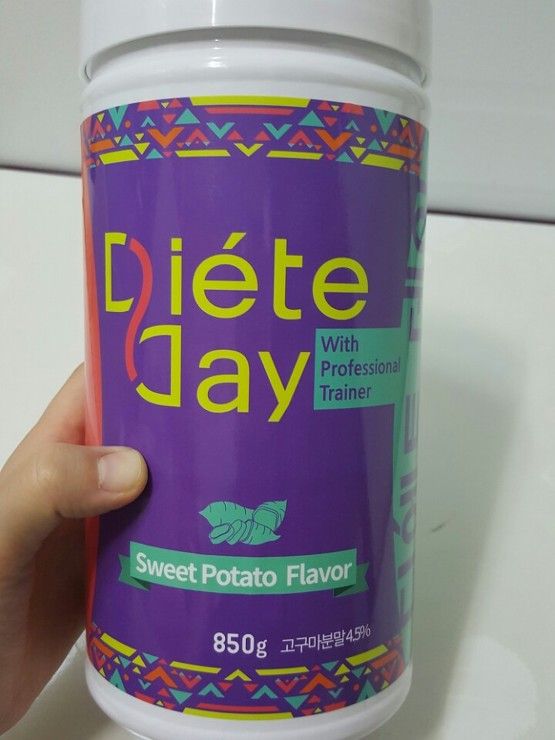 Diéte
Day
With
Professional
Trainer
Sweet Potato Flavor
850g 고구마분말4.5%